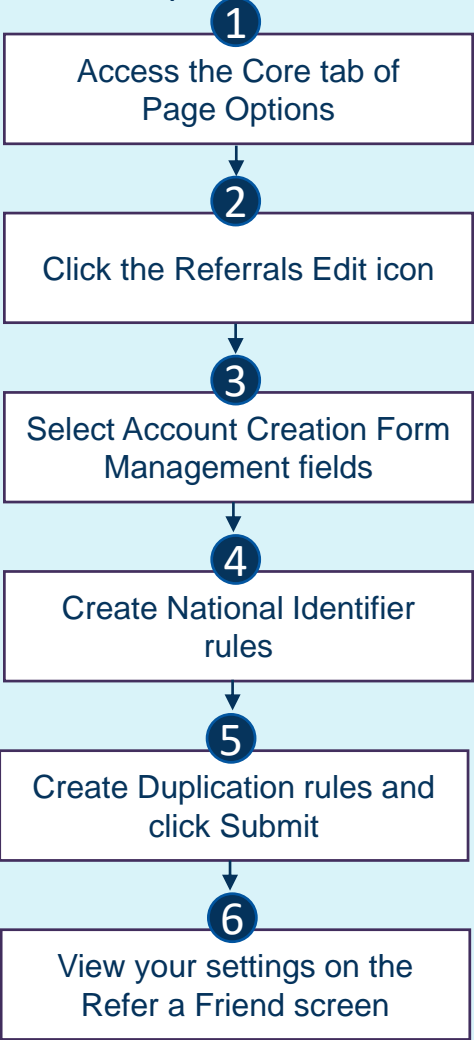 1
Access the Core tab of
Page Options
2
Click the Referrals Edit icon
3
Select Account Creation Form
Management fields
4
Create National Identifier
rules
5
Create Duplication rules and
click Submit
6
View your settings on the
Refer a Friend screen